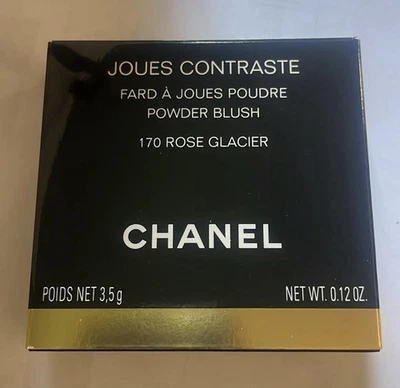 JOUES CONTRASTE
FARD À JOUES POUDRE
POWDER BLUSH
170 ROSE GLACIER
CHANEL
POIDS NET 3,5 g NET WT. 0.12 OZ.